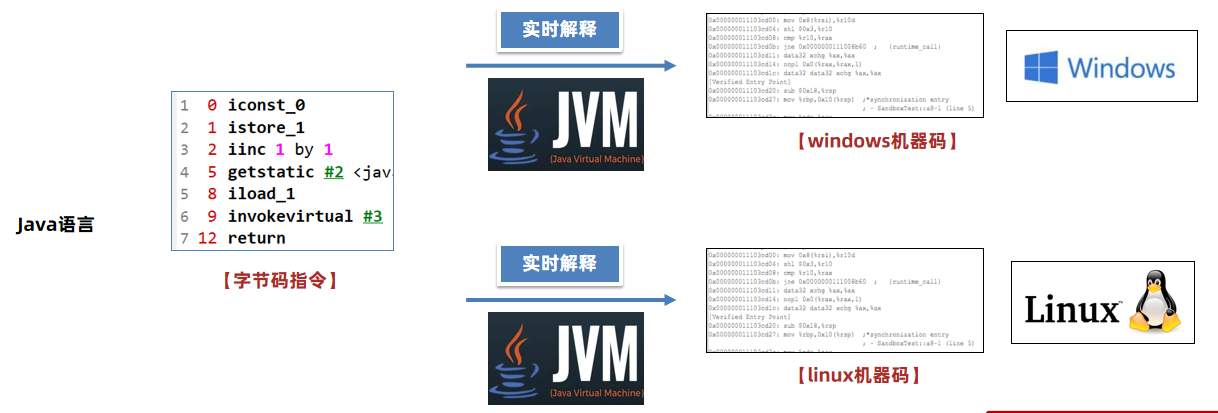 Java语言
1 0 iconst_0
2 1 istore_1
3 2 iinc 1 by 1
4 5 getstatic #2 <jav
5 8 iload_1
6 9 invokevirtual #3
7 12 return
【字节码指令】
实时解释
JVM
(Java Virtual Machine)
0x000000011103cd00: mov 0x8(%rsi),%r10d
0x000000011103cd04: shl $0x3,%r10
0x000000011103cd08: cmp %r10,%rax
0x000000011103cd0b: jne 0x0000000111008b60 ; {runtime_call}
0x000000011103cd11: data32 xchg %ax,%ax
0x000000011103cd14: nopl 0x0(%rax,%rax,1)
0x000000011103cd1c: data32 data32 xchg %ax,%ax
[Verified Entry Point]
0x000000011103cd20: sub $0x18,%rsp
0x000000011103cd27: mov %rbp,0x10(%rsp) ;*synchronization entry
; - SandboxTest::a@-1 (line 5)
【windows机器码】
Windows
实时解释
JVM
(Java Virtual Machine)
0x000000011103cd00: mov 0x8(%rsi),%r10d
0x000000011103cd04: shl $0x3,%r10
0x000000011103cd08: cmp %r10,%rax
0x000000011103cd0b: jne 0x0000000111008b60 ; {runtime_call}
0x000000011103cd11: data32 xchg %ax,%ax
0x000000011103cd14: nopl 0x0(%rax,%rax,1)
0x000000011103cd1c: data32 data32 xchg %ax,%ax
[Verified Entry Point]
0x000000011103cd20: sub $0x18,%rsp
0x000000011103cd27: mov %rbp,0x10(%rsp) ;*synchronization entry
; - SandboxTest::a@-1 (line 5)
【linux机器码】
Linux